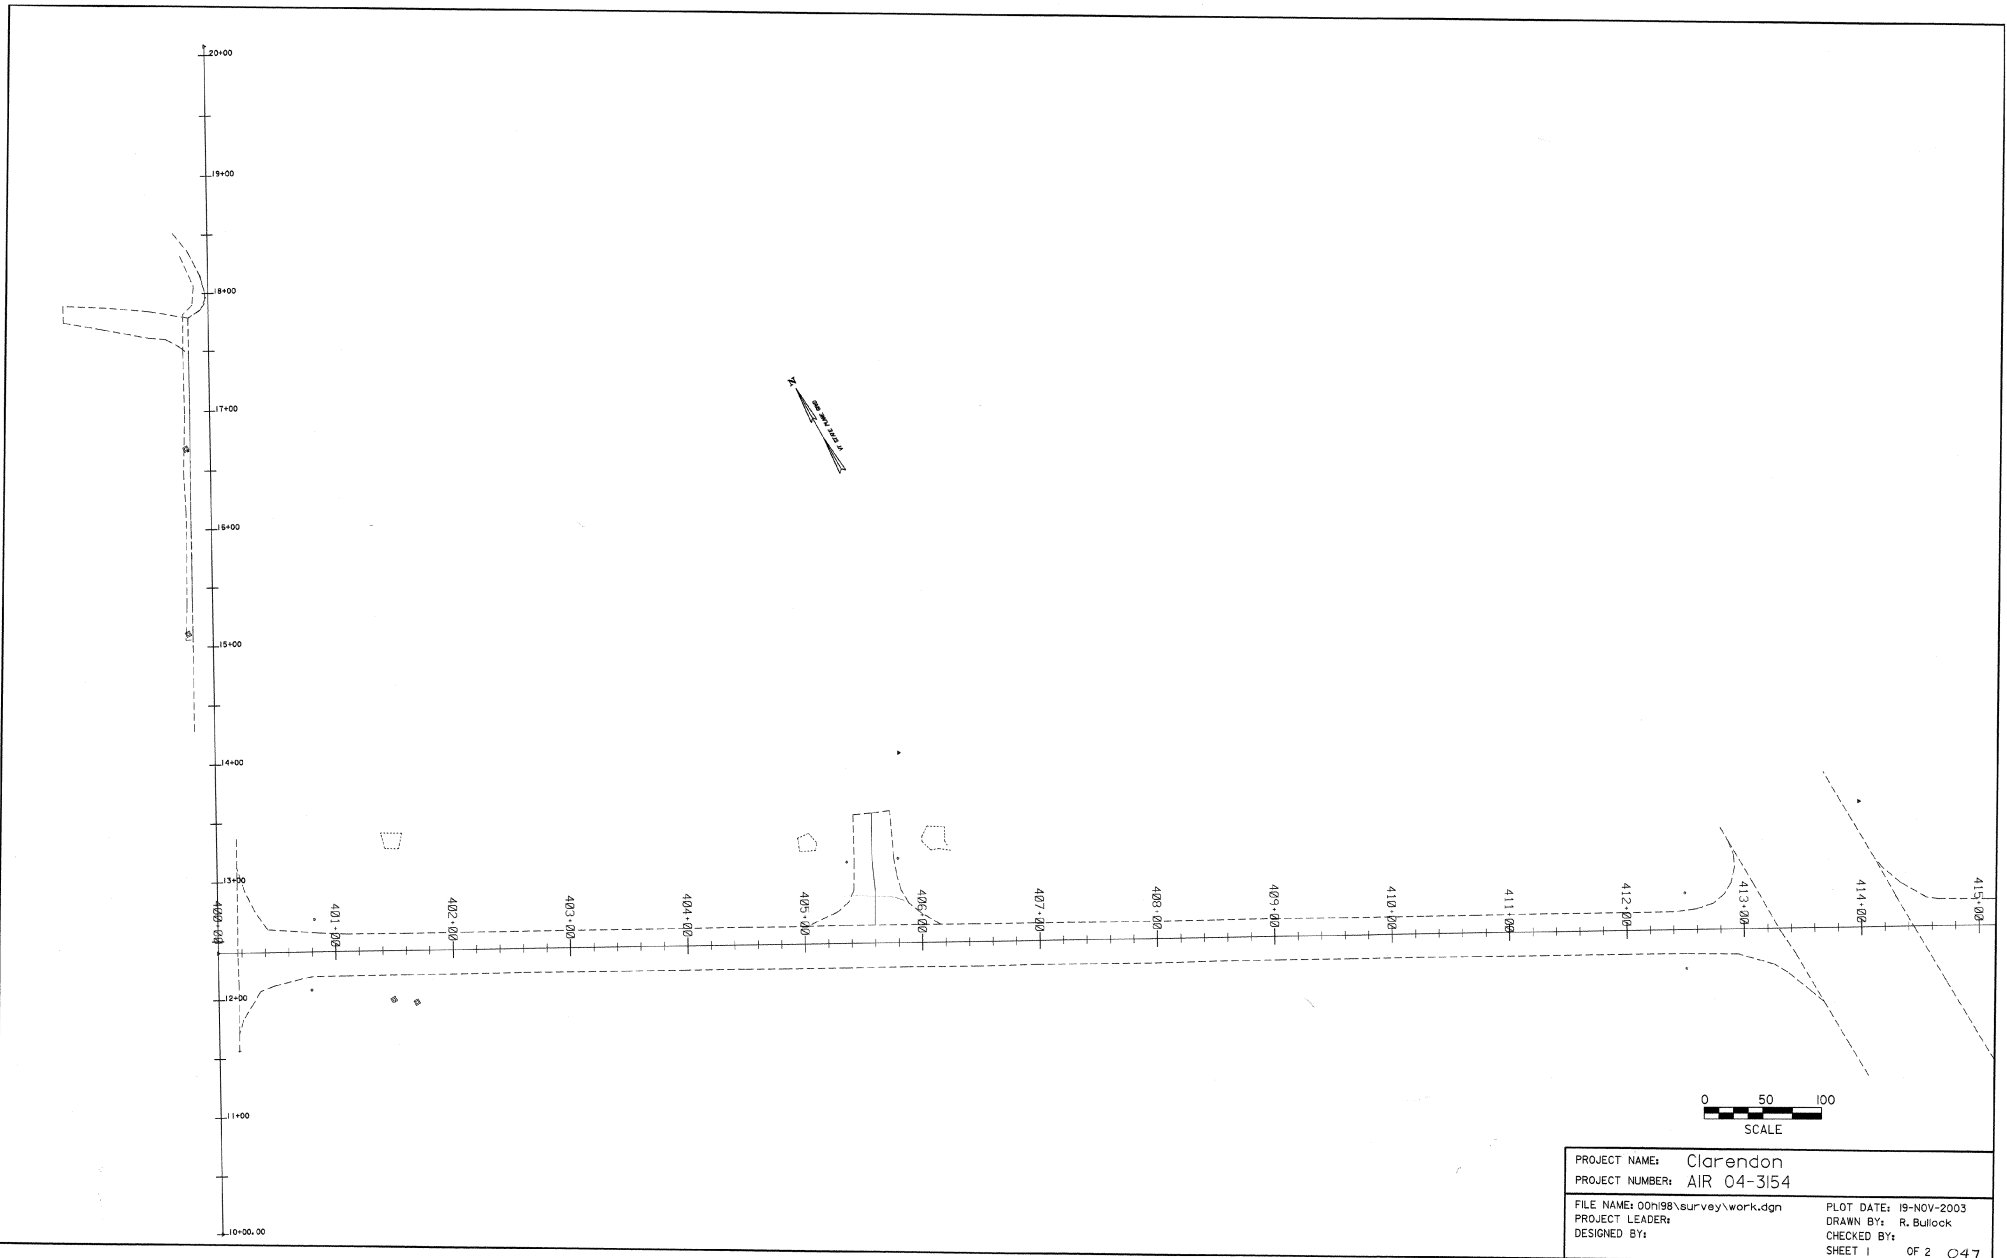 20+00
19+00
18+00
17+00
16+00
15+00
14+00
13+00
12+00
11+00
10+00.00
N
VT STATE PLANE GRID
400+00
401+00
402+00
403+00
404+00
405+00
406+00
407+00
408+00
409+00
410+00
411+00
412+00
413+00
414+00
415+00
0 50 100
SCALE
PROJECT NAME: Clarendon
PROJECT NUMBER: AIR 04-3154
FILE NAME: 00h198\survey\work.dgn
PROJECT LEADER:
DESIGNED BY:
PLOT DATE: 19-NOV-2003
DRAWN BY: R. Bullock
CHECKED BY:
SHEET 1 OF 2 047